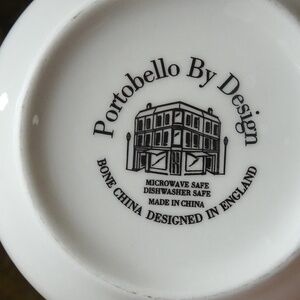 Portobello By Design
MICROWAVE SAFE
DISHWASHER SAFE
MADE IN CHINA
BONE CHINA DESIGNED IN ENGLAND